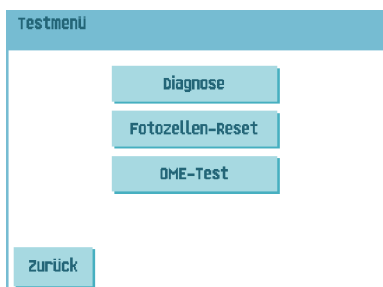 Testmenü
Diagnose
Fotozellen-Reset
OME-Test
Zurück